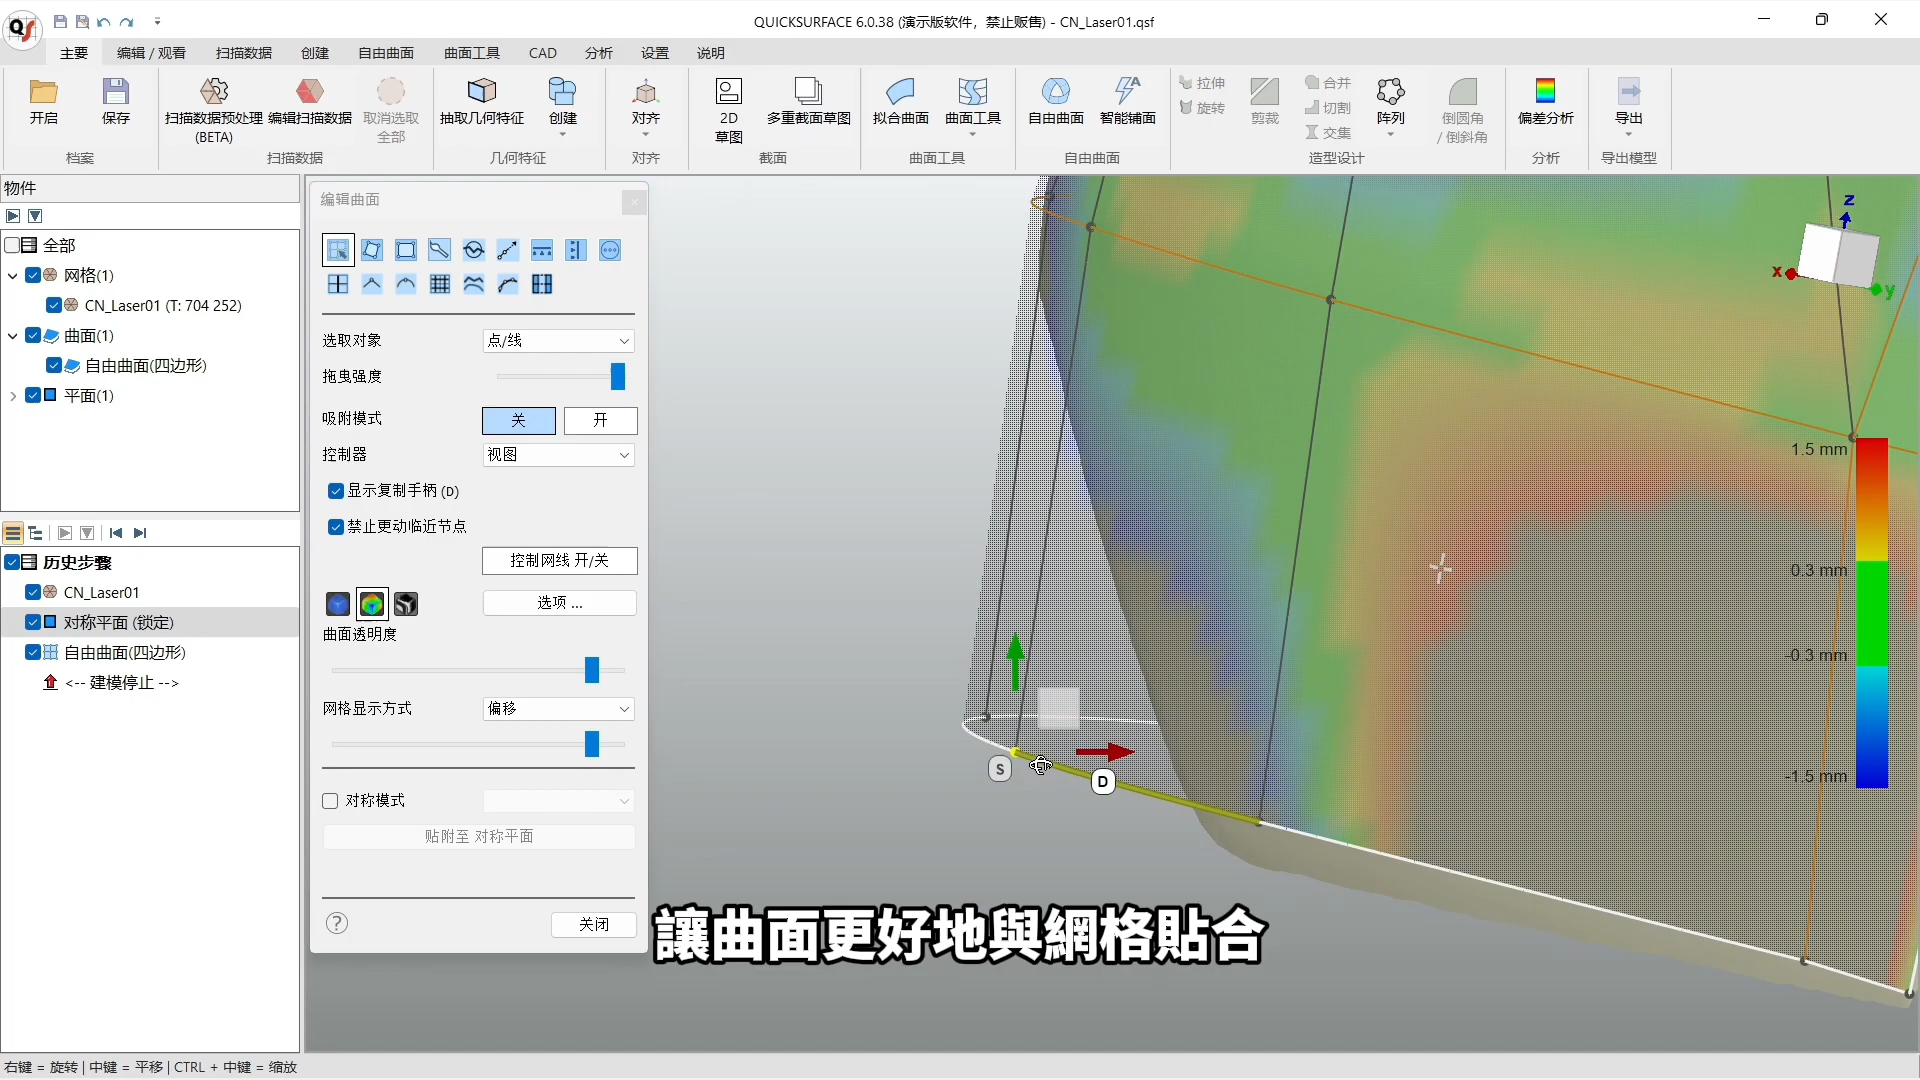 QUICKSURFACE 6.0.38 (演示版软件，禁止贩售) - CN_Laser01.qsf
主要 编辑 / 观看 扫描数据 创建 自由曲面 曲面工具 CAD 分析 设置 说明
开启 保存
档案
扫描数据预处理 (BETA) 编辑扫描数据 取消选取 全部
扫描数据
抽取几何特征 创建
几何特征
对齐
对齐
2D 草图 多重截面草图
截面
拟合曲面 曲面工具
曲面工具
自由曲面 智能铺面
自由曲面
拉伸 旋转 剪裁 合并 切割 交集 阵列 倒圆角 / 倒斜角
造型设计
偏差分析
分析
导出
导出模型
物件
全部
网格(1)
CN_Laser01 (T: 704 252)
曲面(1)
自由曲面(四边形)
平面(1)
历史步骤
CN_Laser01
对称平面 (锁定)
自由曲面(四边形)
<-- 建模停止 -->
编辑曲面
选取对象 点/线
拖曳强度
吸附模式 关 开
控制器 视图
显示复制手柄 (D)
禁止更动临近节点
控制网线 开/关
选项 ...
曲面透明度
网格显示方式 偏移
对称模式
贴附至 对称平面
? 关闭
z
x
y
1.5 mm
0.3 mm
-0.3 mm
-1.5 mm
S
D
讓曲面更好地與網格貼合
右键 = 旋转 | 中键 = 平移 | CTRL + 中键 = 缩放